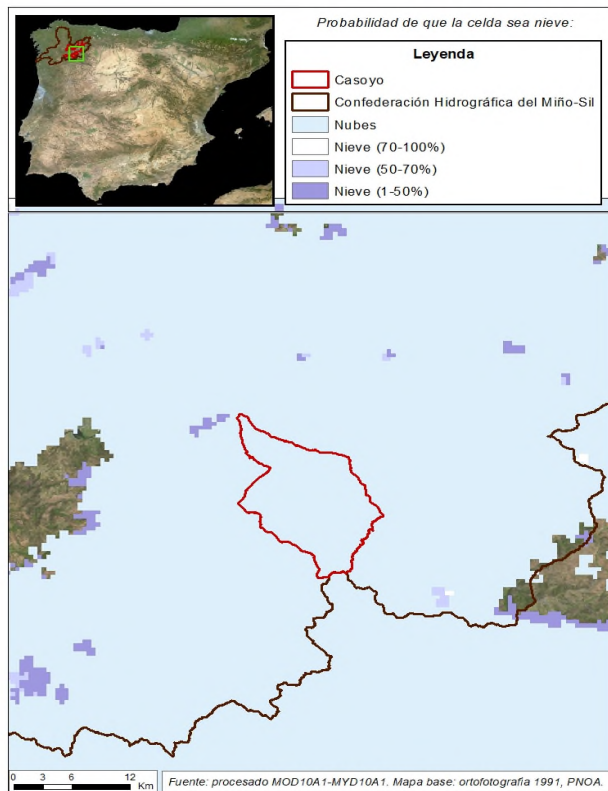 Probabilidad de que la celda sea nieve:
Leyenda
Casoyo
Confederación Hidrográfica del Miño-Sil
Nubes
Nieve (70-100%)
Nieve (50-70%)
Nieve (1-50%)
0 3 6 12
Km
Fuente: procesado MOD10A1-MYD10A1. Mapa base: ortofotografía 1991, PNOA.